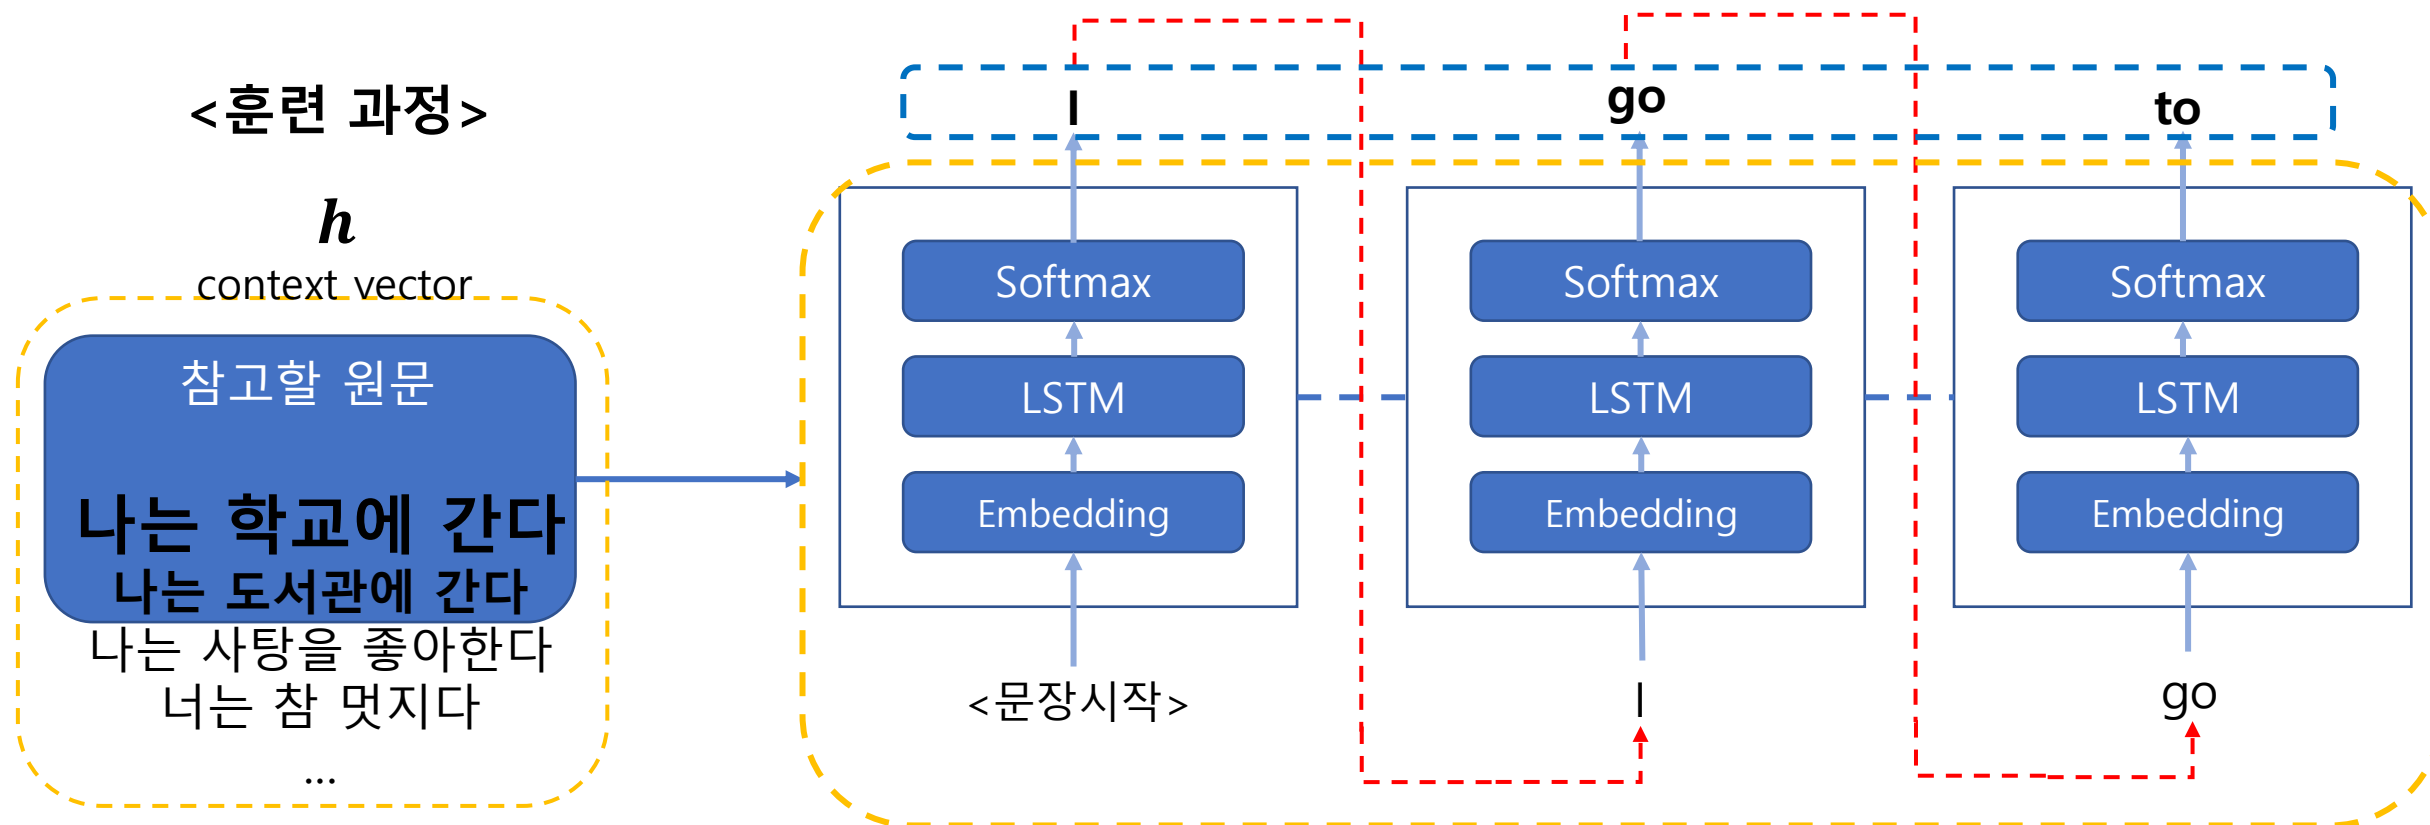 <훈련 과정>
h
context vector
참고할 원문
나는 학교에 간다
나는 도서관에 간다
나는 사탕을 좋아한다
너는 참 멋지다
...
I
go
to
Softmax
Softmax
Softmax
LSTM
LSTM
LSTM
Embedding
Embedding
Embedding
<문장시작>
I
go